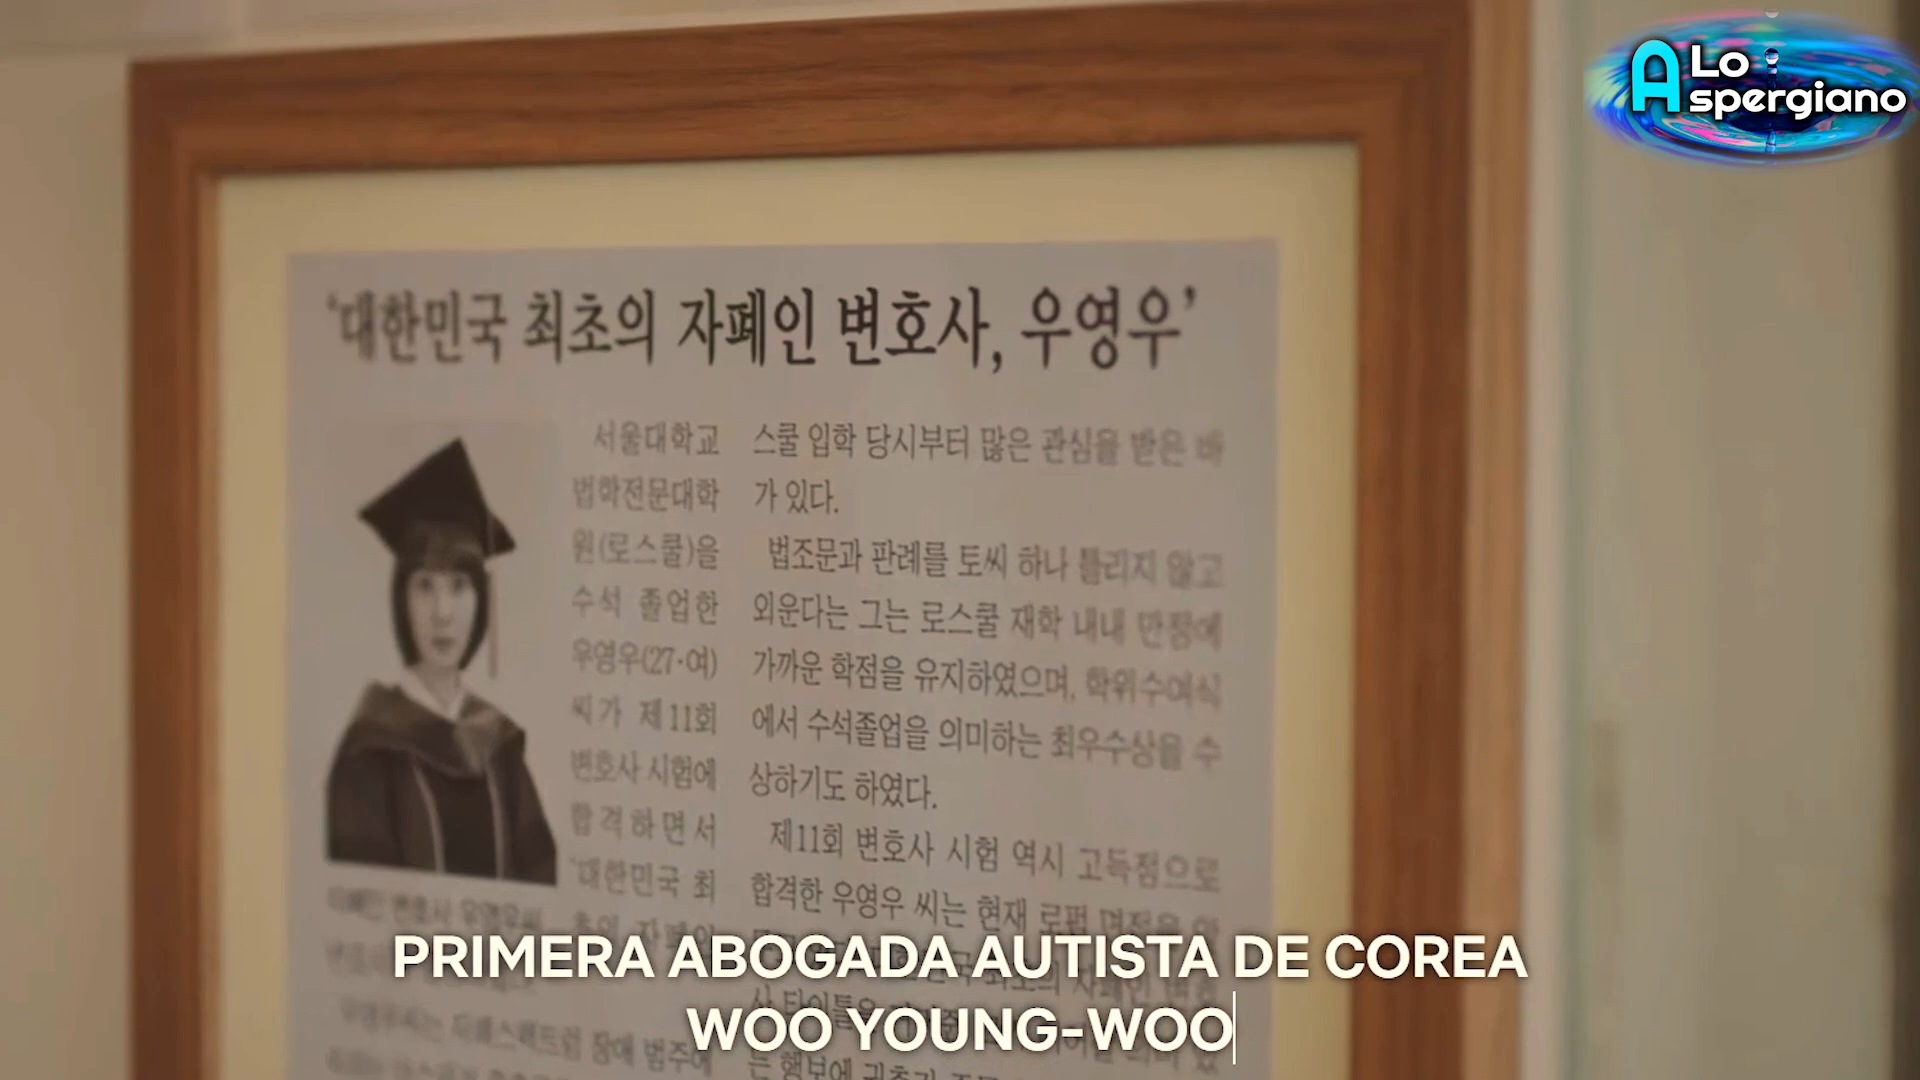 A Lo
Aspergiano
'대한민국 최초의 자폐인 변호사, 우영우'
서울대학교
법학전문대학
원(로스쿨)을
수석 졸업한
우영우(27·여)
씨가 제11회
변호사 시험에
합격하면서
"대한민국 최
스쿨 입학 당시부터 많은 관심을 받은 바
가 있다.
법조문과 판례를 토씨 하나 틀리지 않고
외운다는 그는 로스쿨 재학 내내 만점에
가까운 학점을 유지하였으며, 학위수여식
에서 수석졸업을 의미하는 최우수상을 수
상하기도 하였다.
제11회 변호사 시험 역시 고득점으로
합격한 우영우 씨는 현재 로펌
PRIMERA ABOGADA AUTISTA DE COREA
WOO YOUNG-WOO